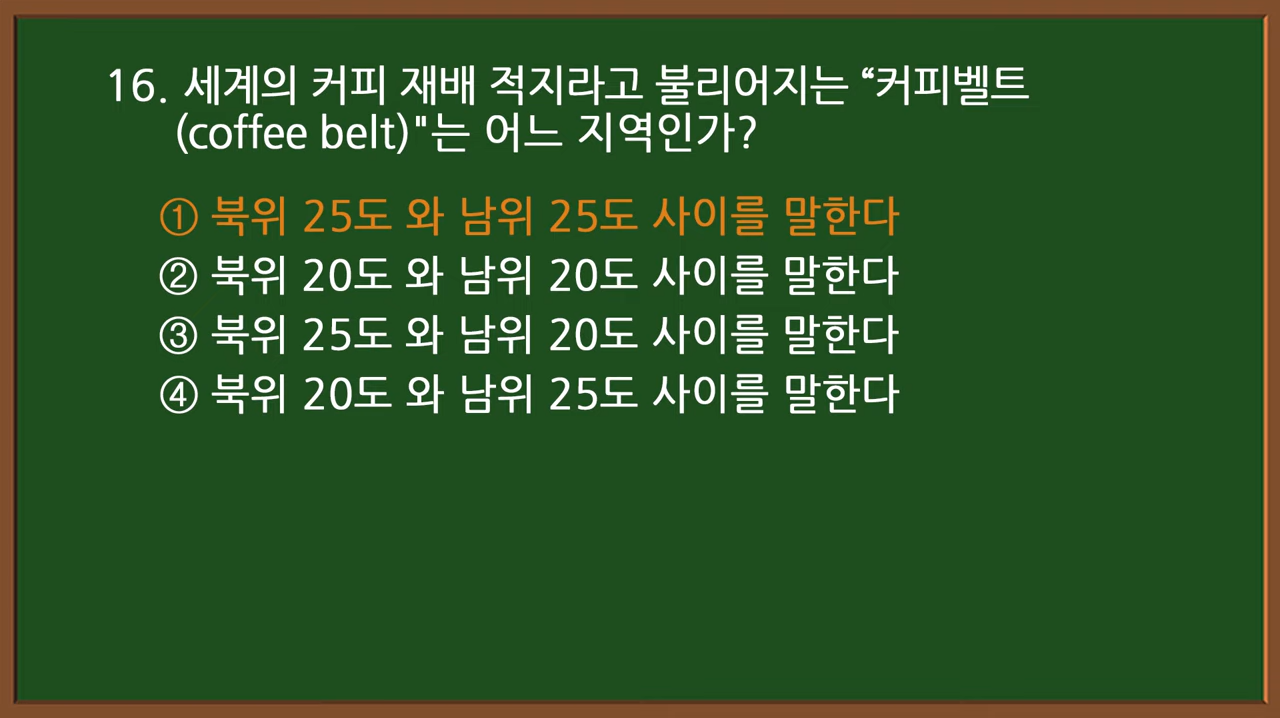 16. 세계의 커피 재배 적지라고 불리어지는 “커피벨트
(coffee belt)"는 어느 지역인가?
① 북위 25도 와 남위 25도 사이를 말한다
② 북위 20도 와 남위 20도 사이를 말한다
③ 북위 25도 와 남위 20도 사이를 말한다
④ 북위 20도 와 남위 25도 사이를 말한다